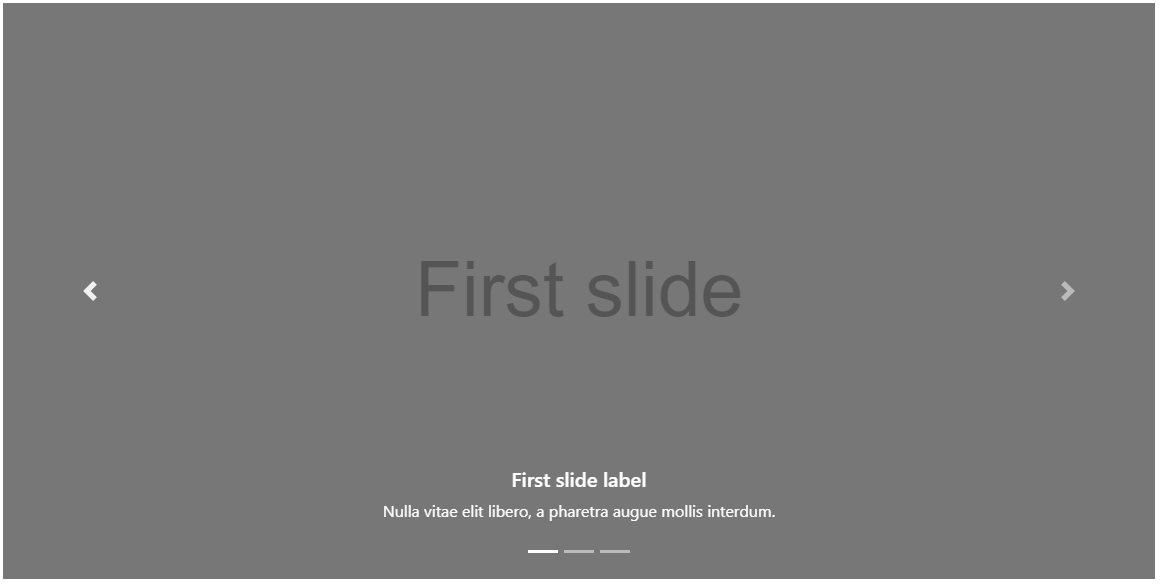 First slide
First slide label
Nulla vitae elit libero, a pharetra augue mollis interdum.